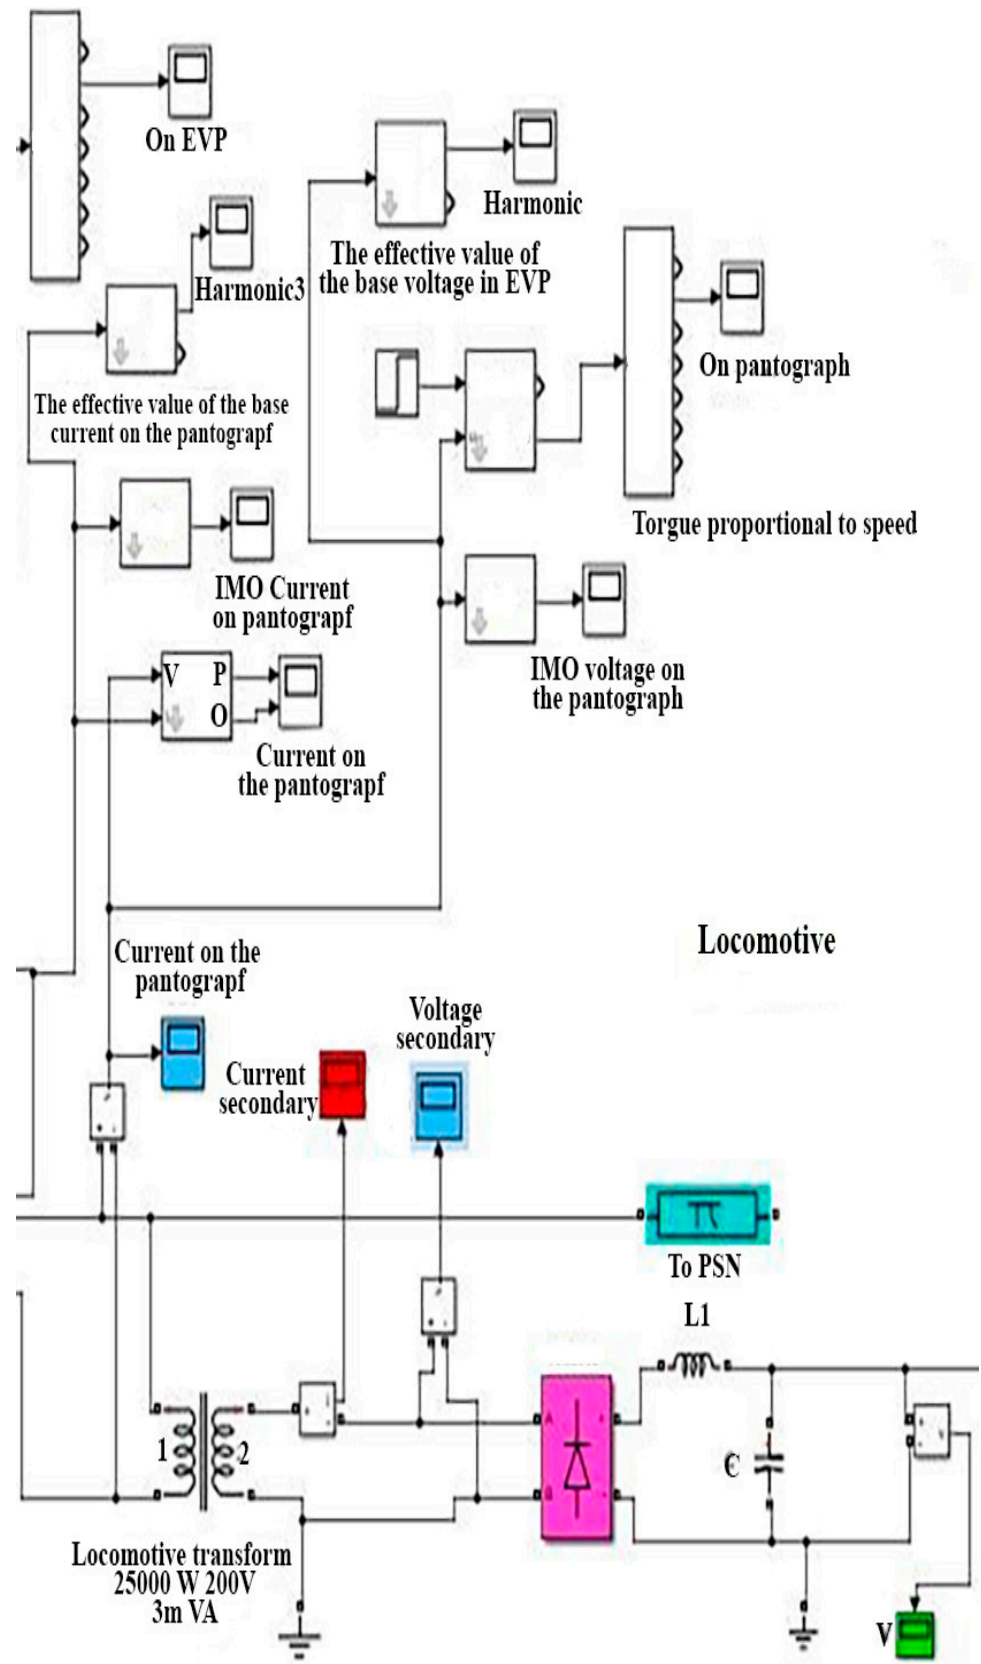 On EVP
Harmonic
The effective value of
the base voltage in EVP
Harmonic3
On pantograph
The effective value of the base
current on the pantograpf
Torgue proportional to speed
IMO Current
on pantograpf
IMO voltage on
the pantograph
V P
O
Current on
the pantograpf
Locomotive
Current on the
pantograpf
Voltage
secondary
Current
secondary
To PSN
L1
1
2
C
Locomotive transform
25000 W 200V
3m VA
V